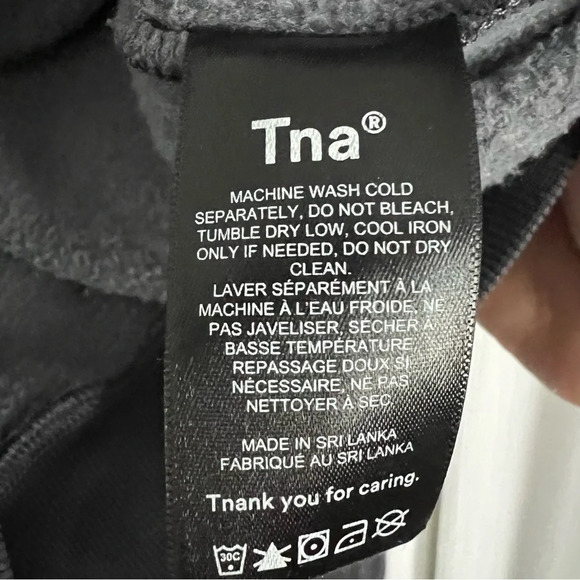 Tna®
MACHINE WASH COLD
SEPARATELY, DO NOT BLEACH,
TUMBLE DRY LOW, COOL IRON
ONLY IF NEEDED, DO NOT DRY
CLEAN.
LAVER SÉPARÉMENT À LA
MACHINE À L'EAU FROIDE, NE
PAS JAVELISER, SÉCHER À
BASSE TEMPÉRATURE
REPASSAGE DOUX SI
NÉCESSAIRE, NE PAS
NETTOYER À SEC
MADE IN SRI LANKA
FABRIQUÉ AU SRI LANKA
Tnank you for caring.
30C